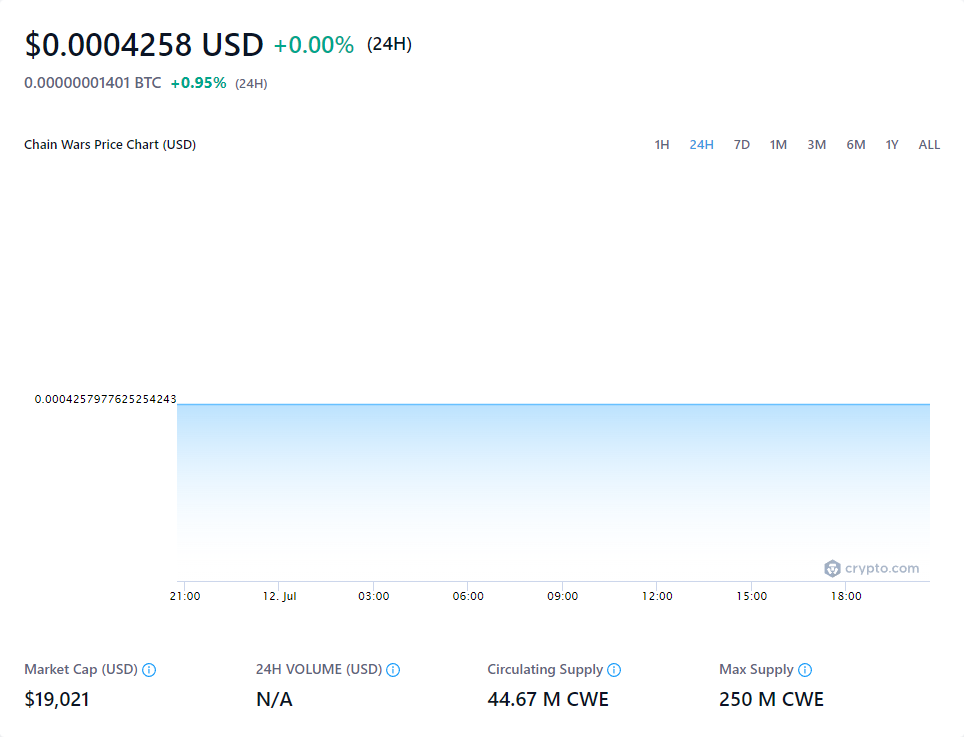 $0.0004258 USD +0.00% (24H)
0.00000001401 BTC +0.95% (24H)
Chain Wars Price Chart (USD) 1H 24H 7D 1M 3M 6M 1Y ALL
0.0004257977625254243
crypto.com
21:00 12. Jul 03:00 06:00 09:00 12:00 15:00 18:00
Market Cap (USD) 24H VOLUME (USD) Circulating Supply Max Supply
$19,021 N/A 44.67 M CWE 250 M CWE